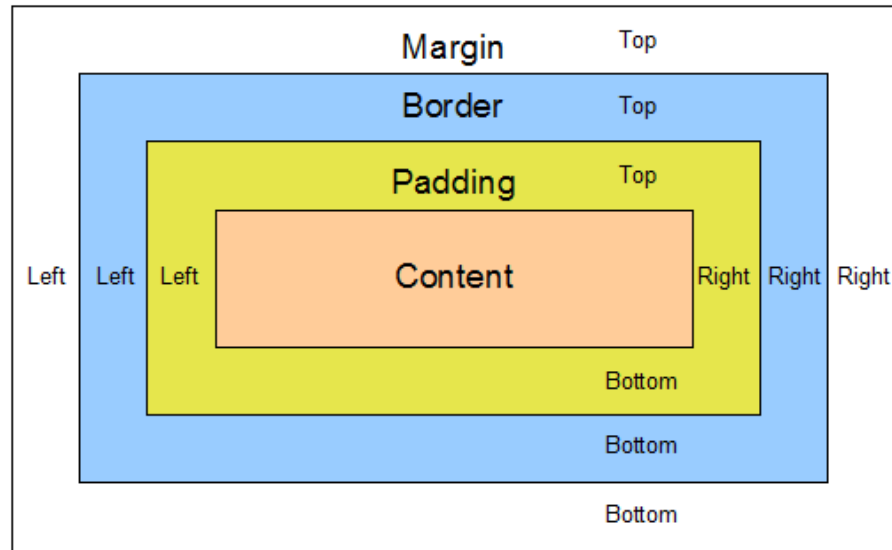 Margin Top
Border Top
Padding Top
Left Left Left Content Right Right Right
Bottom
Bottom
Bottom